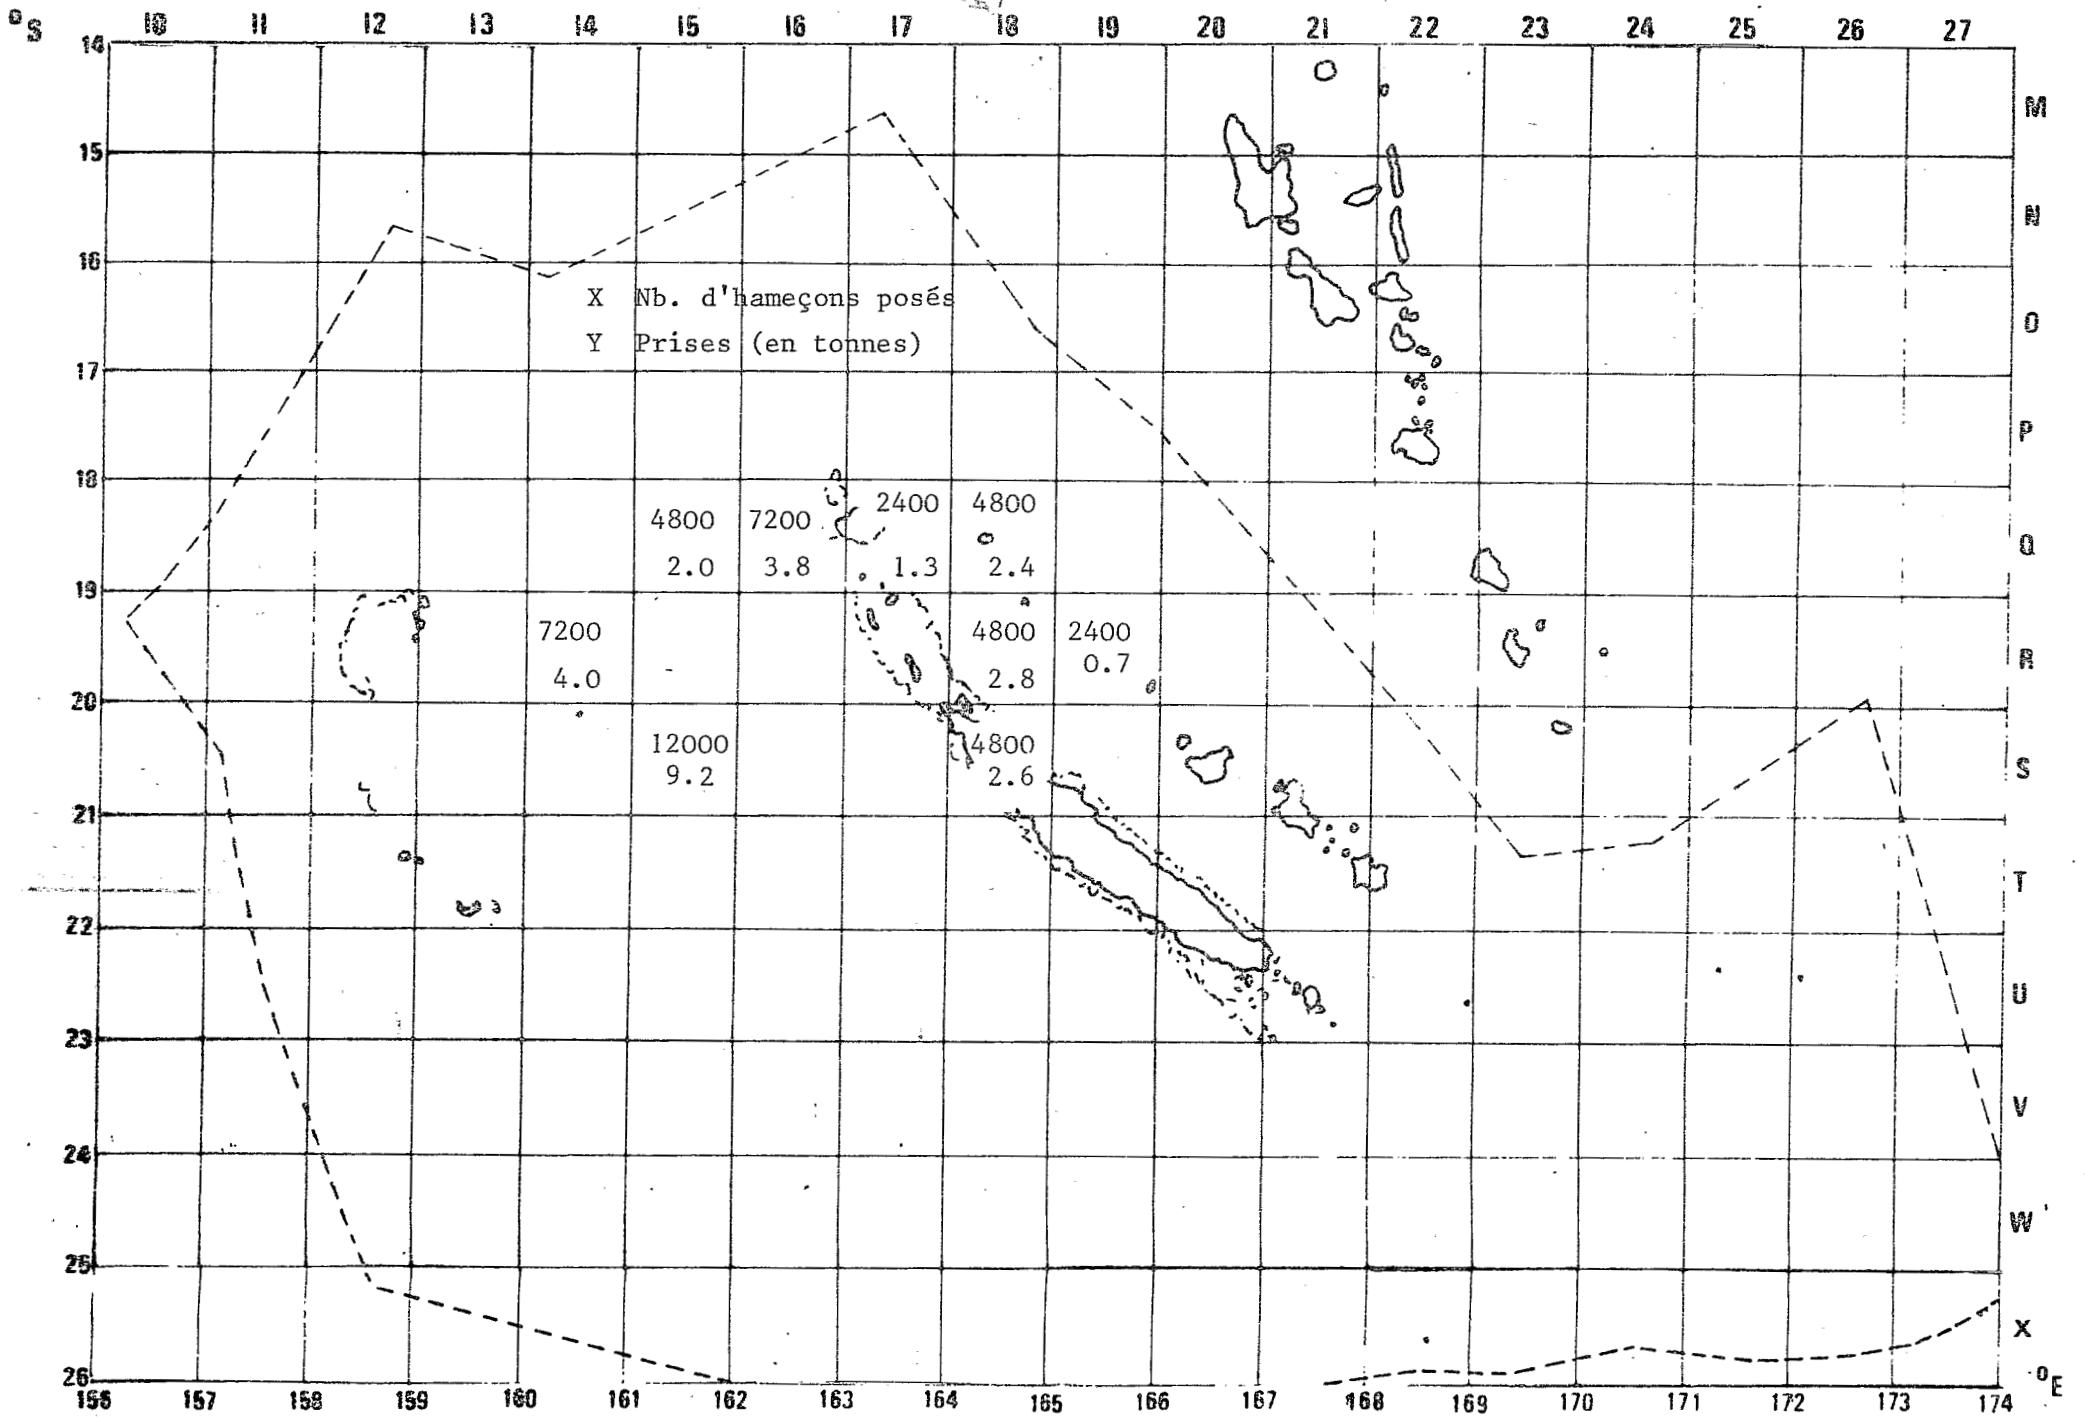 °S 10 11 12 13 14 15 16 17 18 19 20 21 22 23 24 25 26 27
14
M
15
N
16
X Nb. d'hameçons posés
O
Y Prises (en tonnes)
17
P
18
4800 7200 2400 4800
Q
2.0 3.8 1.3 2.4
19
7200 4800 2400
R
4.0 2.8 0.7
20
12000 4800
S
9.2 2.6
21
T
22
U
23
V
24
W
25
X
26
°E
156 157 158 159 160 161 162 163 164 165 166 167 168 169 170 171 172 173 174